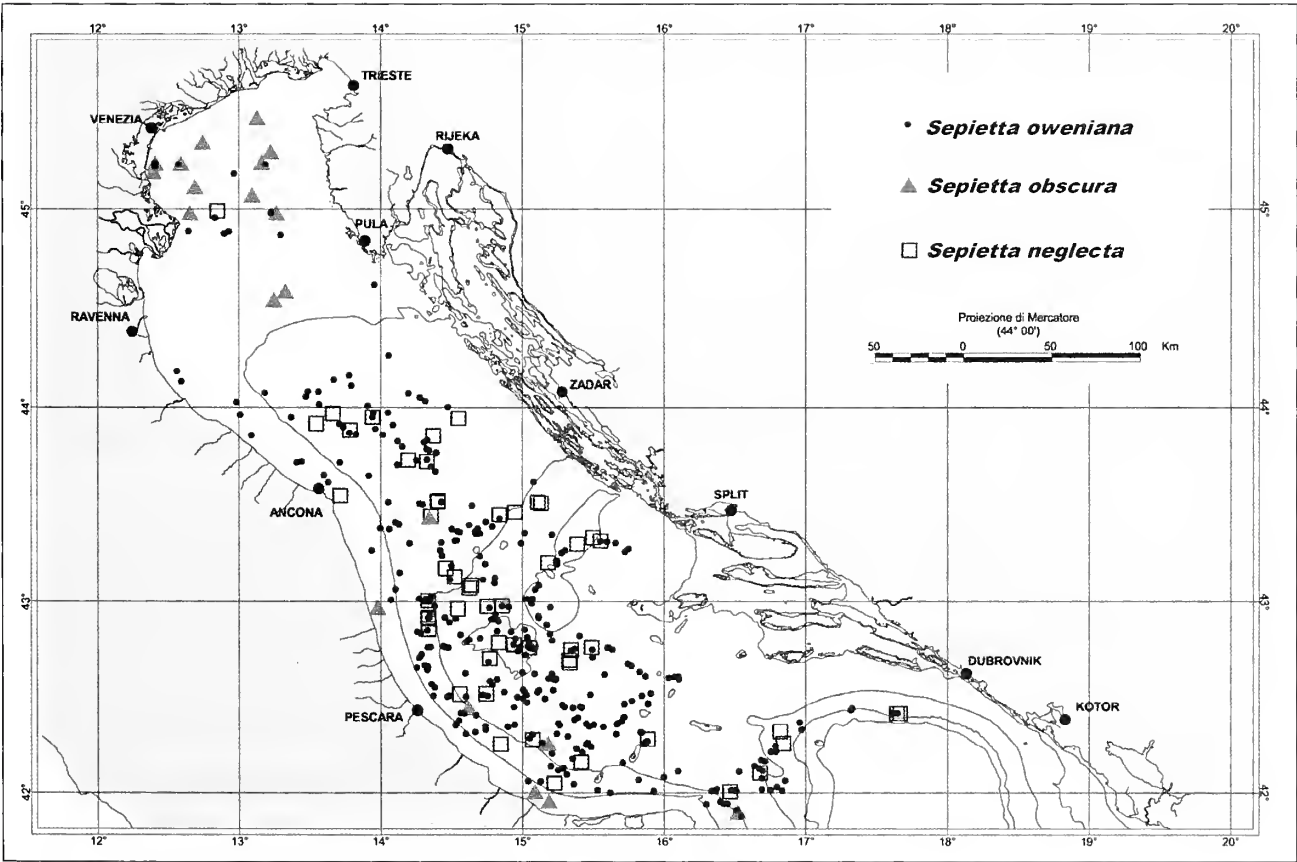 12° 13° 14° 15° 16° 17° 18° 19° 20°
TRIESTE
VENEZIA
RIJEKA
Sepietta oweniana
Sepietta obscura
45° 45°
PULA
Sepietta neglecta
RAVENNA
Proiezione di Mercatore
(44° 00')
50 0 50 100 Km
ZADAR
44° 44°
SPLIT
ANCONA
43° 43°
DUBROVNIK
PESCARA
KOTOR
42° 42°
12° 13° 14° 15° 16° 17° 18° 19° 20°